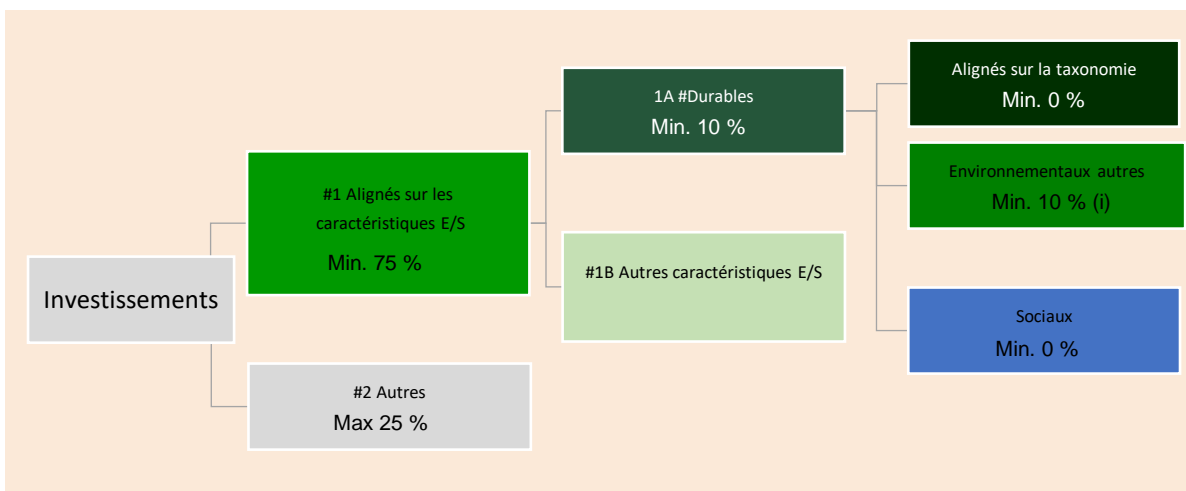 Investissements
#1 Alignés sur les
caractéristiques E/S
Min. 75 %
#2 Autres
Max 25 %
1A #Durables
Min. 10 %
#1B Autres caractéristiques E/S
Alignés sur la taxonomie
Min. 0 %
Environnementaux autres
Min. 10 % (i)
Sociaux
Min. 0 %